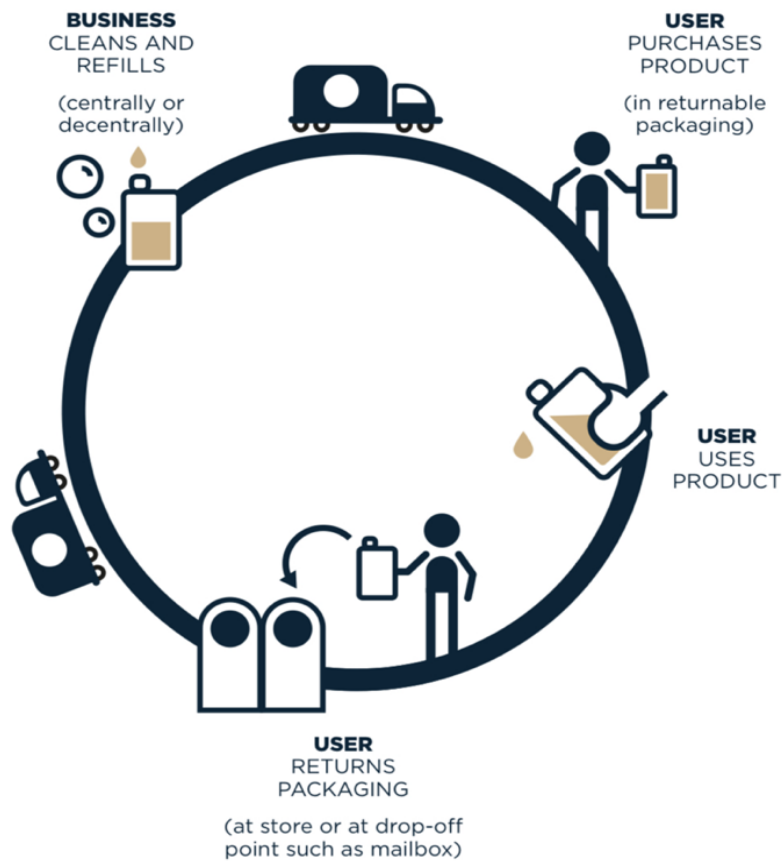 BUSINESS
CLEANS AND
REFILLS
(centrally or
decentrally)
USER
PURCHASES
PRODUCT
(in returnable
packaging)
USER
USES
PRODUCT
USER
RETURNS
PACKAGING
(at store or at drop-off
point such as mailbox)